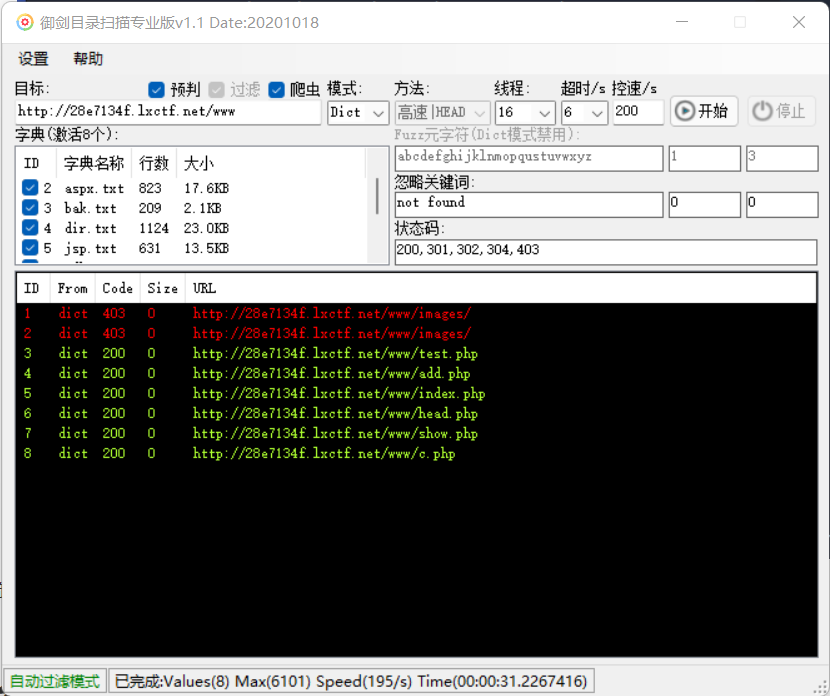 御剑目录扫描专业版v1.1 Date:20201018
设置 帮助
目标: 预判 过滤 爬虫 模式: 方法: 线程: 超时/s 控速/s
http://28e7134f.lxctf.net/www Dict 高速|HEAD 16 6 200 开始 停止
字典(激活8个): Fuzz元字符(Dict模式禁用):
ID 字典名称 行数 大小 abcdefghijklnmopqustuvwxyz 1 3
2 aspx.txt 823 17.6KB 忽略关键词:
3 bak.txt 209 2.1KB not found 0 0
4 dir.txt 1124 23.0KB 状态码:
5 jsp.txt 631 13.5KB 200,301,302,304,403
ID From Code Size URL
1 dict 403 0 http://28e7134f.lxctf.net/www/images/
2 dict 403 0 http://28e7134f.lxctf.net/www/images/
3 dict 200 0 http://28e7134f.lxctf.net/www/test.php
4 dict 200 0 http://28e7134f.lxctf.net/www/add.php
5 dict 200 0 http://28e7134f.lxctf.net/www/index.php
6 dict 200 0 http://28e7134f.lxctf.net/www/head.php
7 dict 200 0 http://28e7134f.lxctf.net/www/show.php
8 dict 200 0 http://28e7134f.lxctf.net/www/c.php
自动过滤模式 已完成:Values(8) Max(6101) Speed(195/s) Time(00:00:31.2267416)